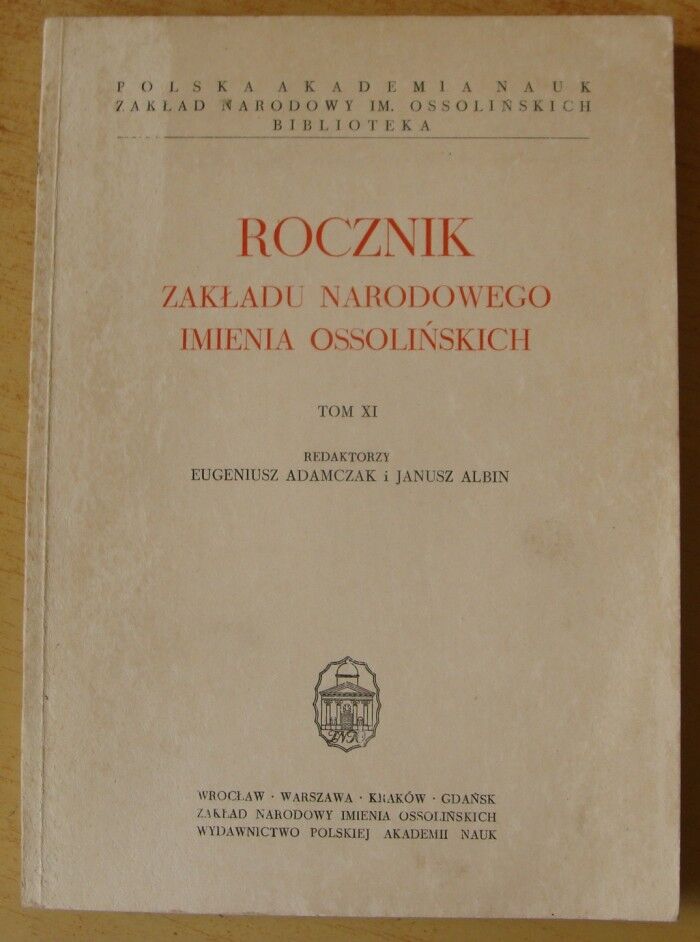 POLSKA AKADEMIA NAUK
ZAKŁAD NARODOWY IM. OSSOLIŃSKICH
BIBLIOTEKA
ROCZNIK
ZAKŁADU NARODOWEGO
IMIENIA OSSOLIŃSKICH
TOM XI
REDAKTORZY
EUGENIUSZ ADAMCZAK i JANUSZ ALBIN
WROCŁAW · WARSZAWA · KRAKÓW · GDAŃSK
ZAKŁAD NARODOWY IMIENIA OSSOLIŃSKICH
WYDAWNICTWO POLSKIEJ AKADEMII NAUK